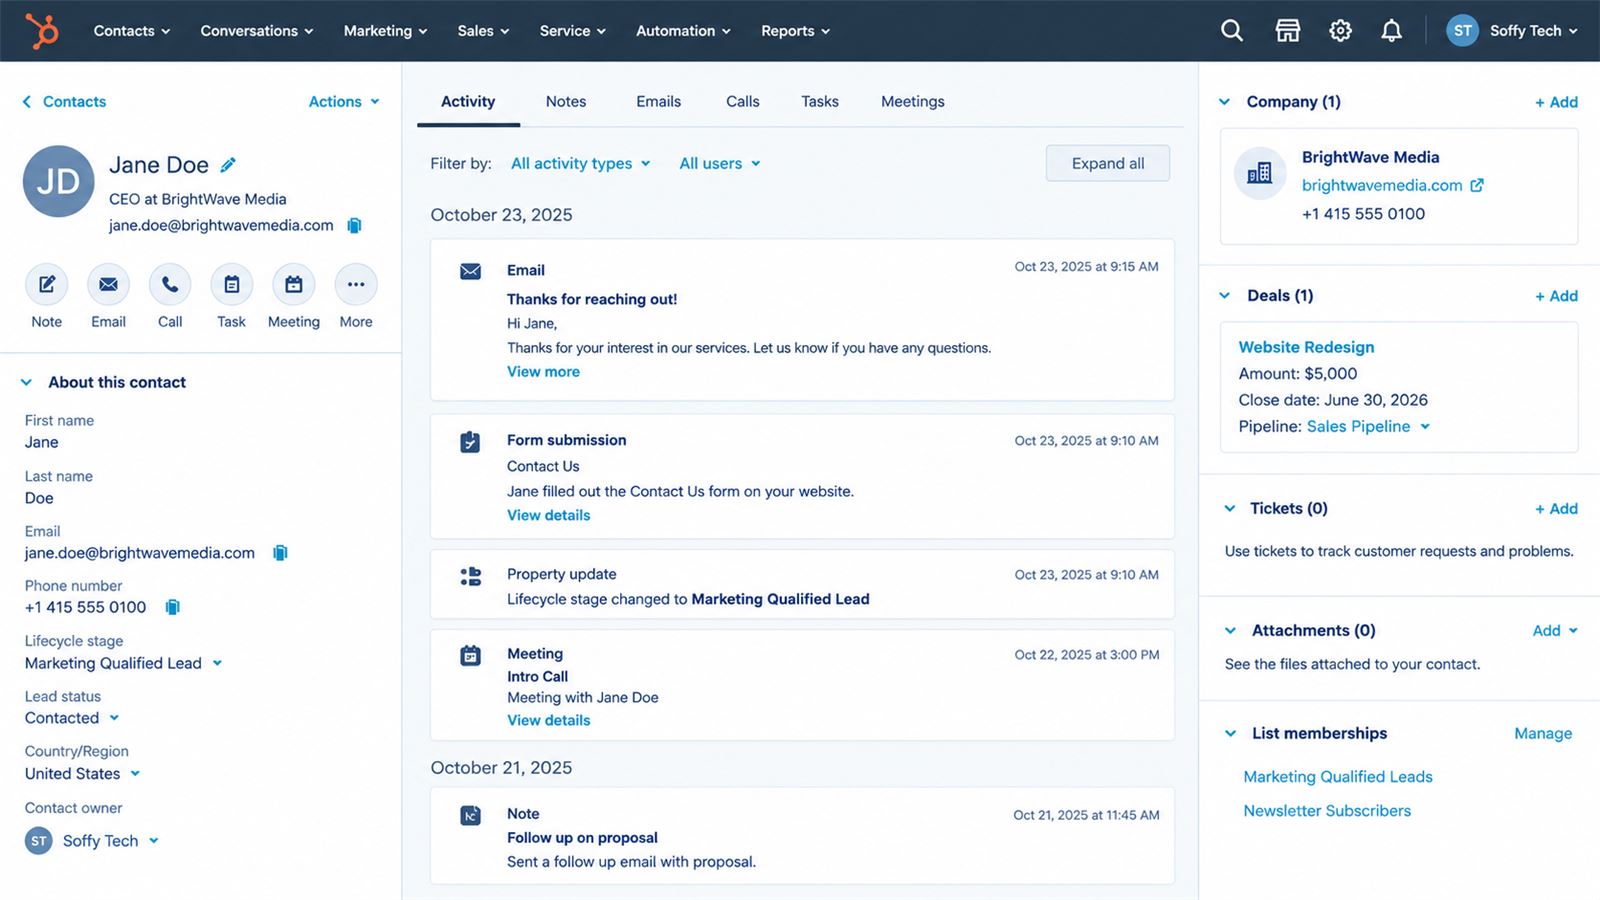 Contacts
Conversations
Marketing
Sales
Service
Automation
Reports
ST
Soffy Tech
Contacts
Actions
JD
Jane Doe
CEO at BrightWave Media
jane.doe@brightwavemedia.com
Note
Email
Call
Task
Meeting
More
About this contact
First name
Jane
Last name
Doe
Email
jane.doe@brightwavemedia.com
Phone number
+1 415 555 0100
Lifecycle stage
Marketing Qualified Lead
Lead status
Contacted
Country/Region
United States
Contact owner
ST
Soffy Tech
Activity
Notes
Emails
Calls
Tasks
Meetings
Filter by:
All activity types
All users
Expand all
October 23, 2025
Email
Oct 23, 2025 at 9:15 AM
Thanks for reaching out!
Hi Jane,
Thanks for your interest in our services. Let us know if you have any questions.
View more
Form submission
Oct 23, 2025 at 9:10 AM
Contact Us
Jane filled out the Contact Us form on your website.
View details
Property update
Oct 23, 2025 at 9:10 AM
Lifecycle stage changed to Marketing Qualified Lead
Meeting
Oct 22, 2025 at 3:00 PM
Intro Call
Meeting with Jane Doe
View details
October 21, 2025
Note
Oct 21, 2025 at 11:45 AM
Follow up on proposal
Sent a follow up email with proposal.
Company (1)
+ Add
BrightWave Media
brightwavemedia.com
+1 415 555 0100
Deals (1)
+ Add
Website Redesign
Amount: $5,000
Close date: June 30, 2026
Pipeline: Sales Pipeline
Tickets (0)
+ Add
Use tickets to track customer requests and problems.
Attachments (0)
Add
See the files attached to your contact.
List memberships
Manage
Marketing Qualified Leads
Newsletter Subscribers